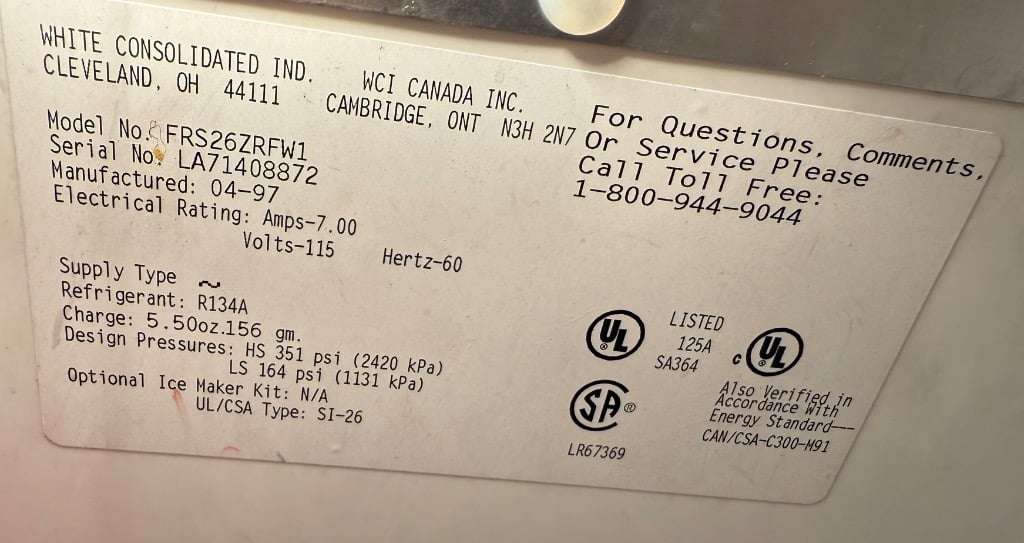 WHITE CONSOLIDATED IND.
CLEVELAND, OH 44111
WCI CANADA INC.
CAMBRIDGE, ONT N3H 2N7
For Questions, Comments,
Or Service Please
Call Toll Free:
1-800-944-9044
Model No. FRS26ZRFW1
Serial No. LA71408872
Manufactured: 04-97
Electrical Rating: Amps-7.00
Volts-115 Hertz-60
Supply Type ~
Refrigerant: R134A
Charge: 5.50oz.156 gm.
Design Pressures: HS 351 psi (2420 kPa)
LS 164 psi (1131 kPa)
Optional Ice Maker Kit: N/A
UL/CSA Type: SI-26
UL®
LISTED
125A
SA364
c UL®
SA®
LR67369
Also Verified in
Accordance With
Energy Standard---
CAN/CSA-C300-M91